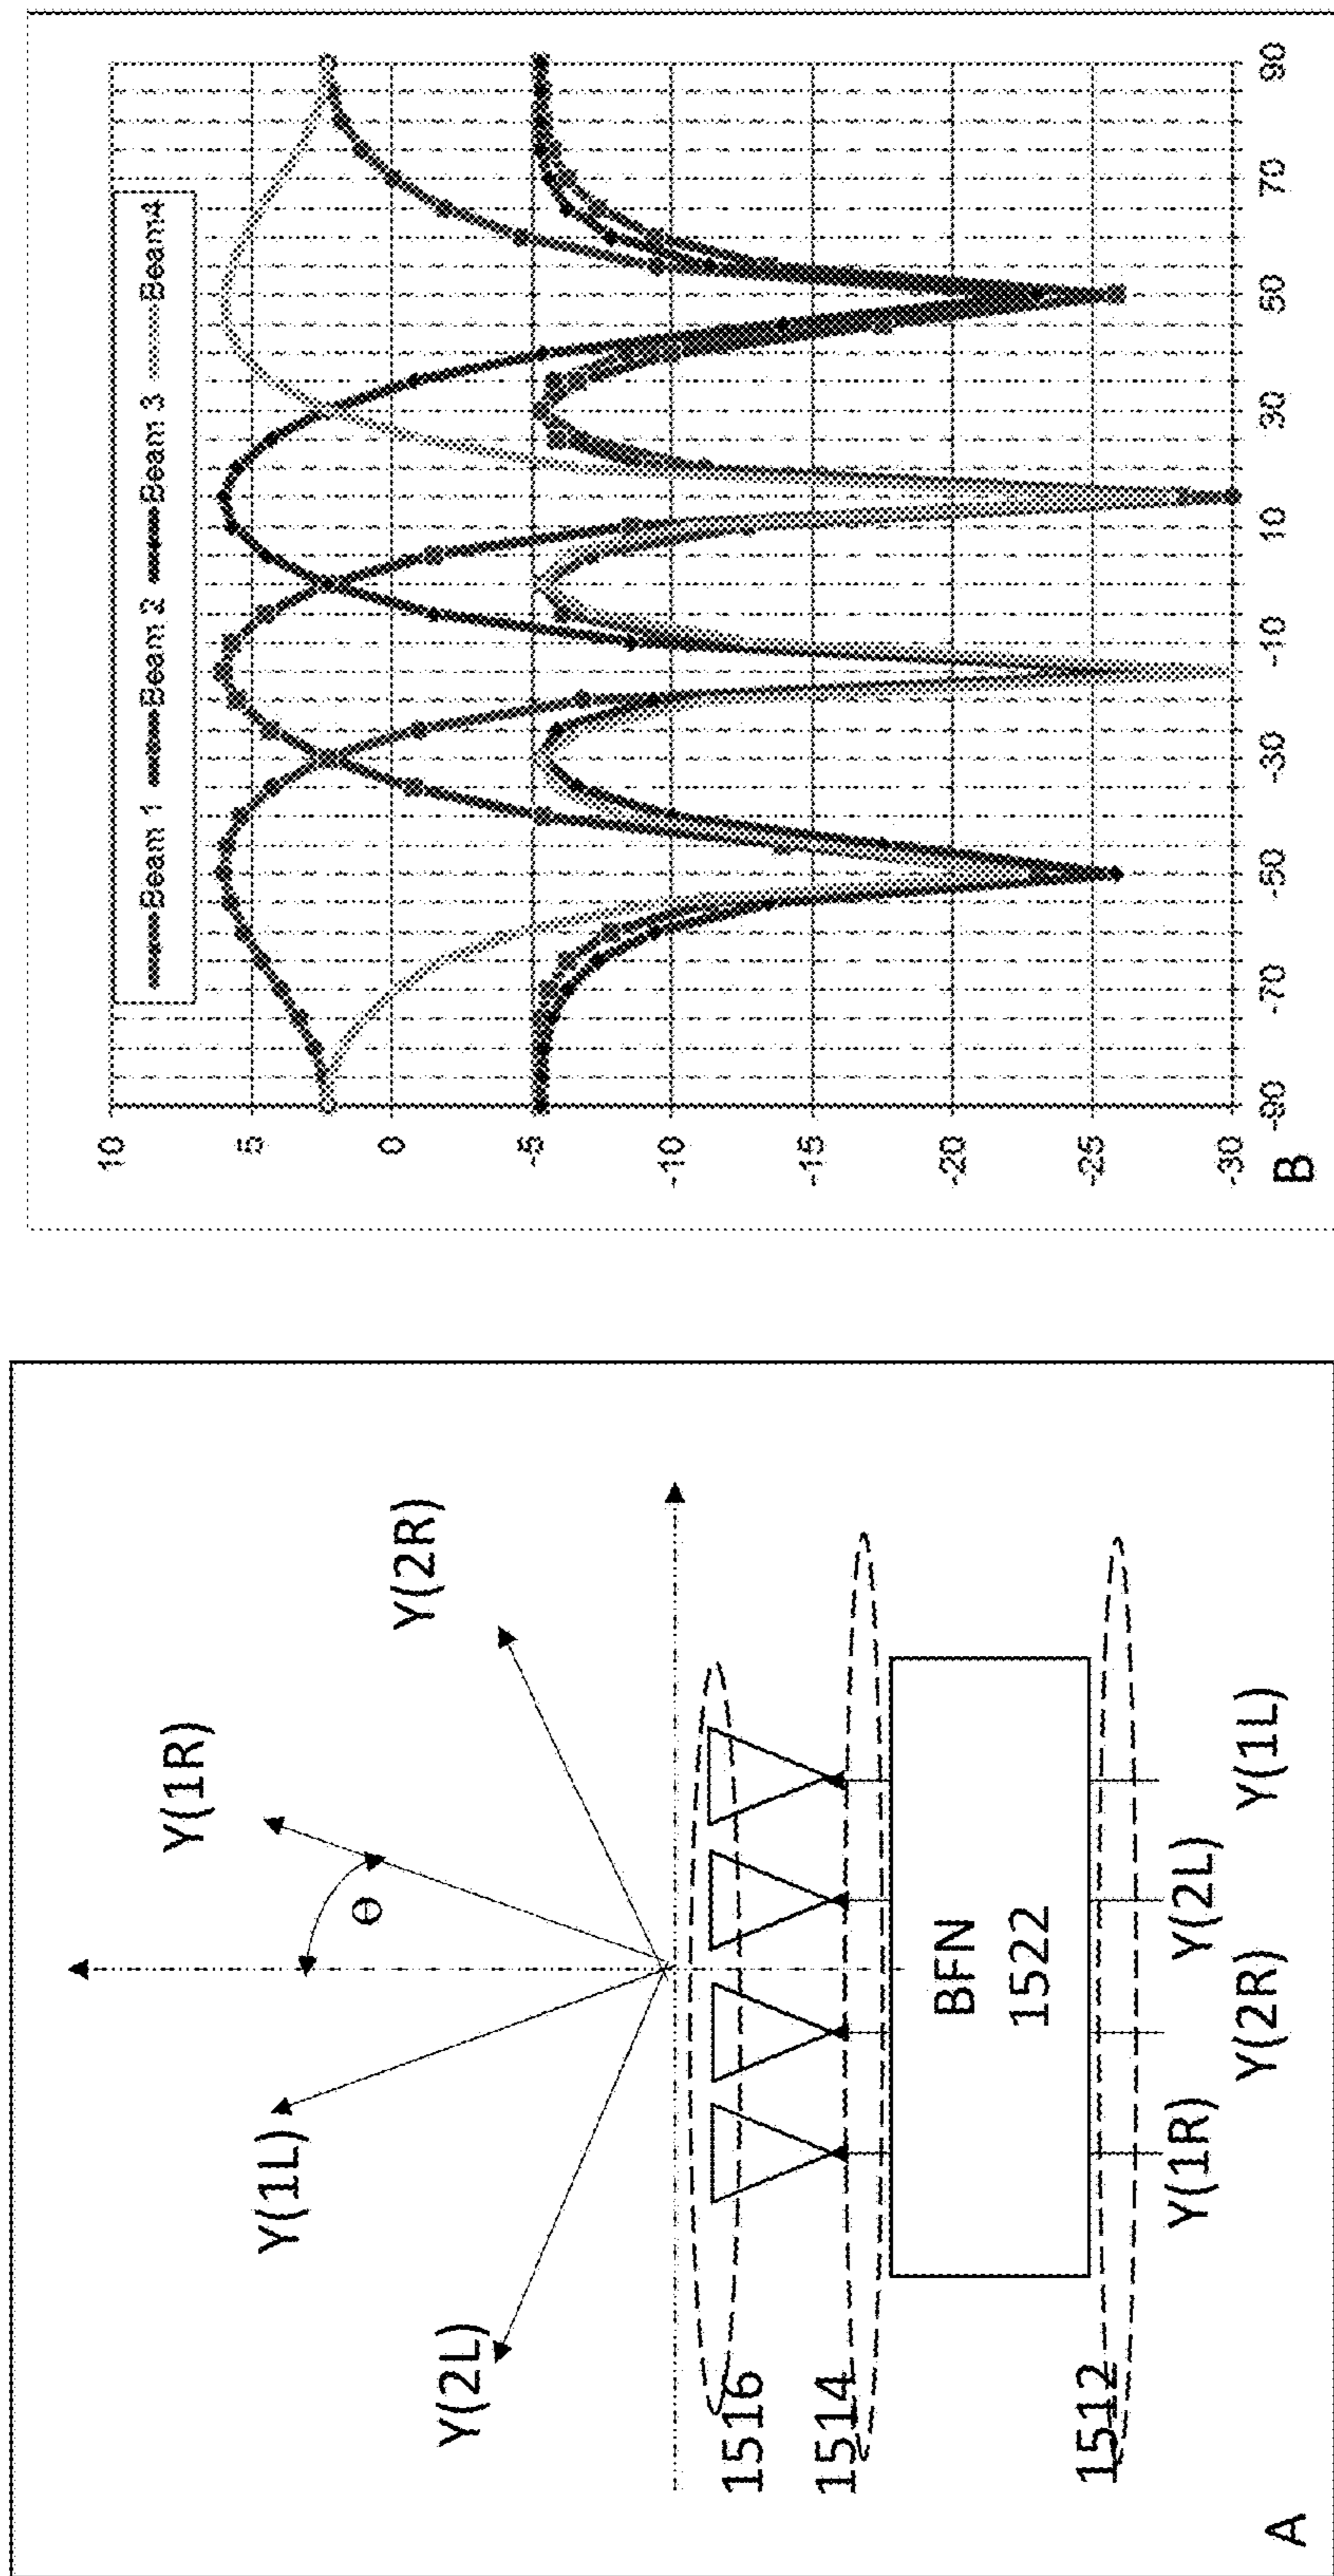 Y(1R)
Y(1L)
Y(2R)
Y(2L)
Θ
1516
1514
BFN
1522
1512
Y(1R)
Y(2R)
Y(2L)
Y(1L)
A
Beam 1 Beam 2 Beam 3 Beam4
10
5
0
-5
-10
-15
-20
-25
-30
-90 -70 -50 -30 -10 10 30 50 70 90
B